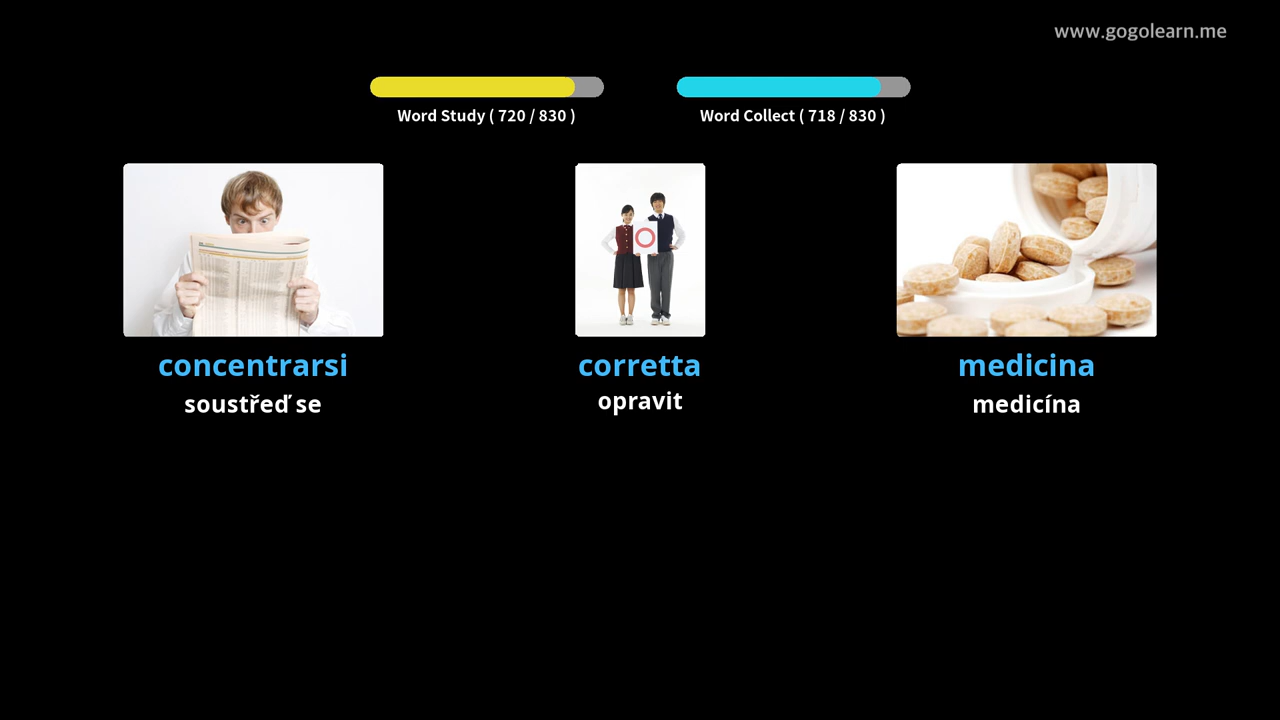 www.gogolearn.me
Word Study ( 720 / 830 )
Word Collect ( 718 / 830 )
concentrarsi
soustřeď se
corretta
opravit
medicina
medicína